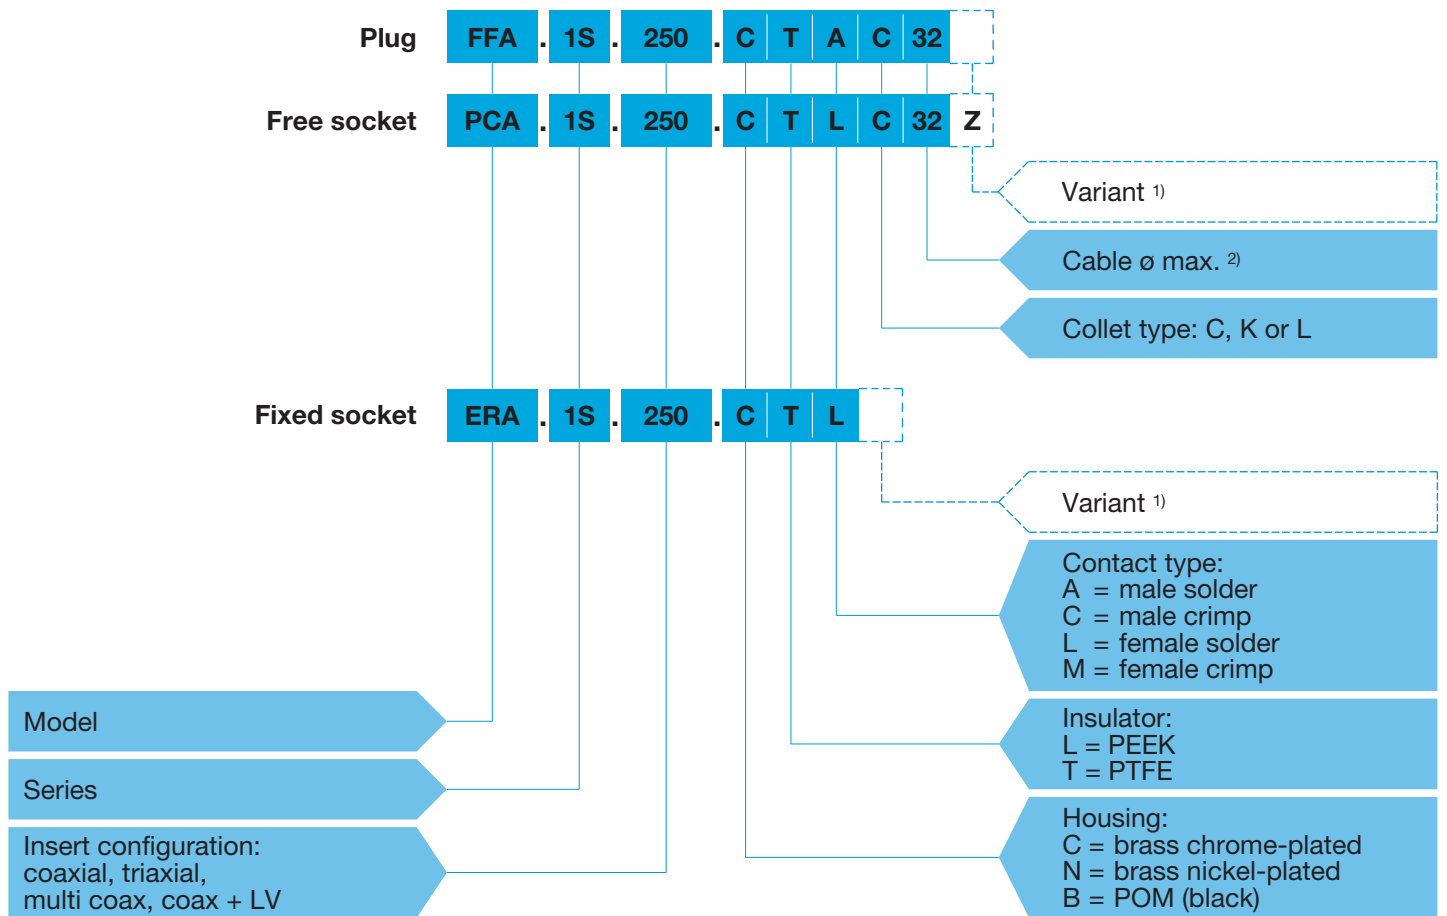 Plug FFA . 1S . 250 . C T A C 32
Free socket PCA . 1S . 250 . C T L C 32 Z
Variant 1)
Cable ø max. 2)
Collet type: C, K or L
Fixed socket ERA . 1S . 250 . C T L
Variant 1)
Contact type:
A = male solder
C = male crimp
L = female solder
M = female crimp
Model
Insulator:
L = PEEK
T = PTFE
Series
Insert configuration:
coaxial, triaxial,
multi coax, coax + LV
Housing:
C = brass chrome-plated
N = brass nickel-plated
B = POM (black)